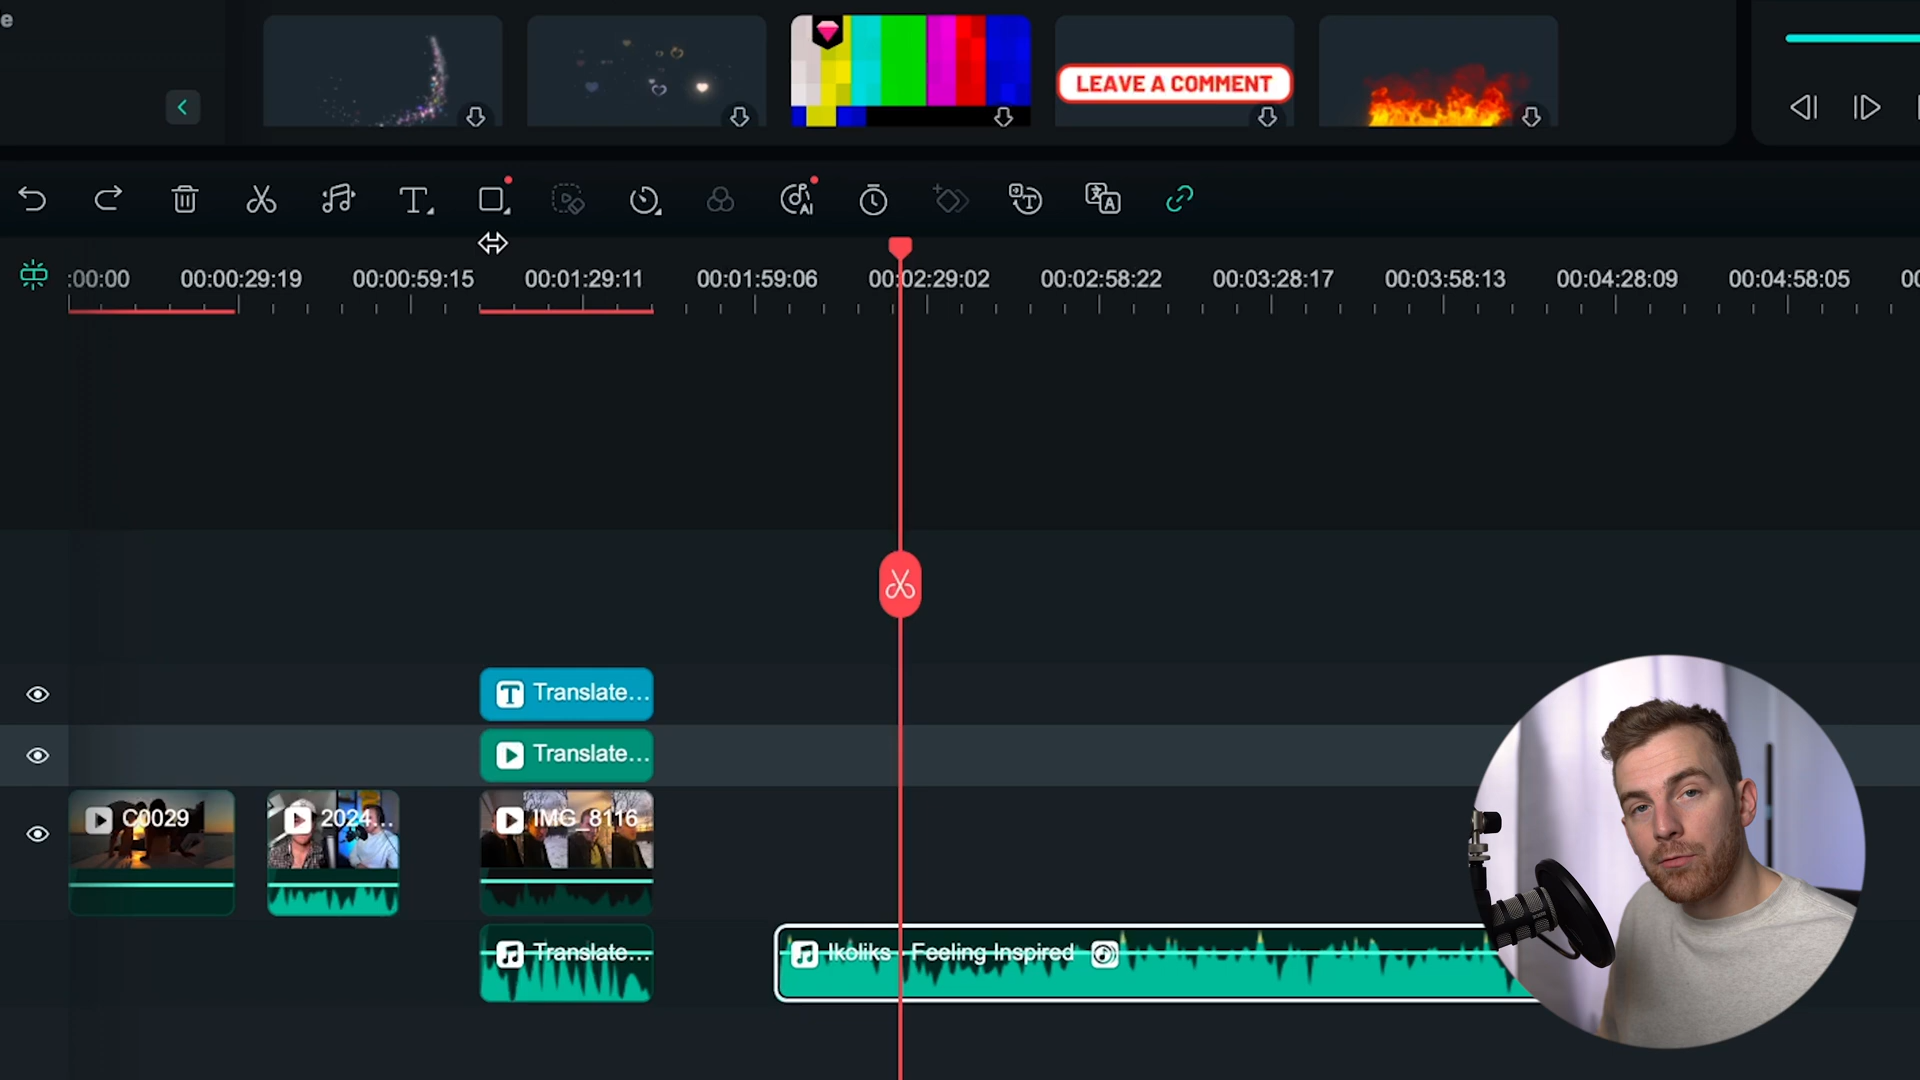 e
LEAVE A COMMENT
AI
:00:00
00:00:29:19
00:00:59:15
00:01:29:11
00:01:59:06
00:02:29:02
00:02:58:22
00:03:28:17
00:03:58:13
00:04:28:09
00:04:58:05
00
T Translate...
Translate...
C0029
2024...
IMG_8116
Translate...
Ikoliks - Feeling Inspired